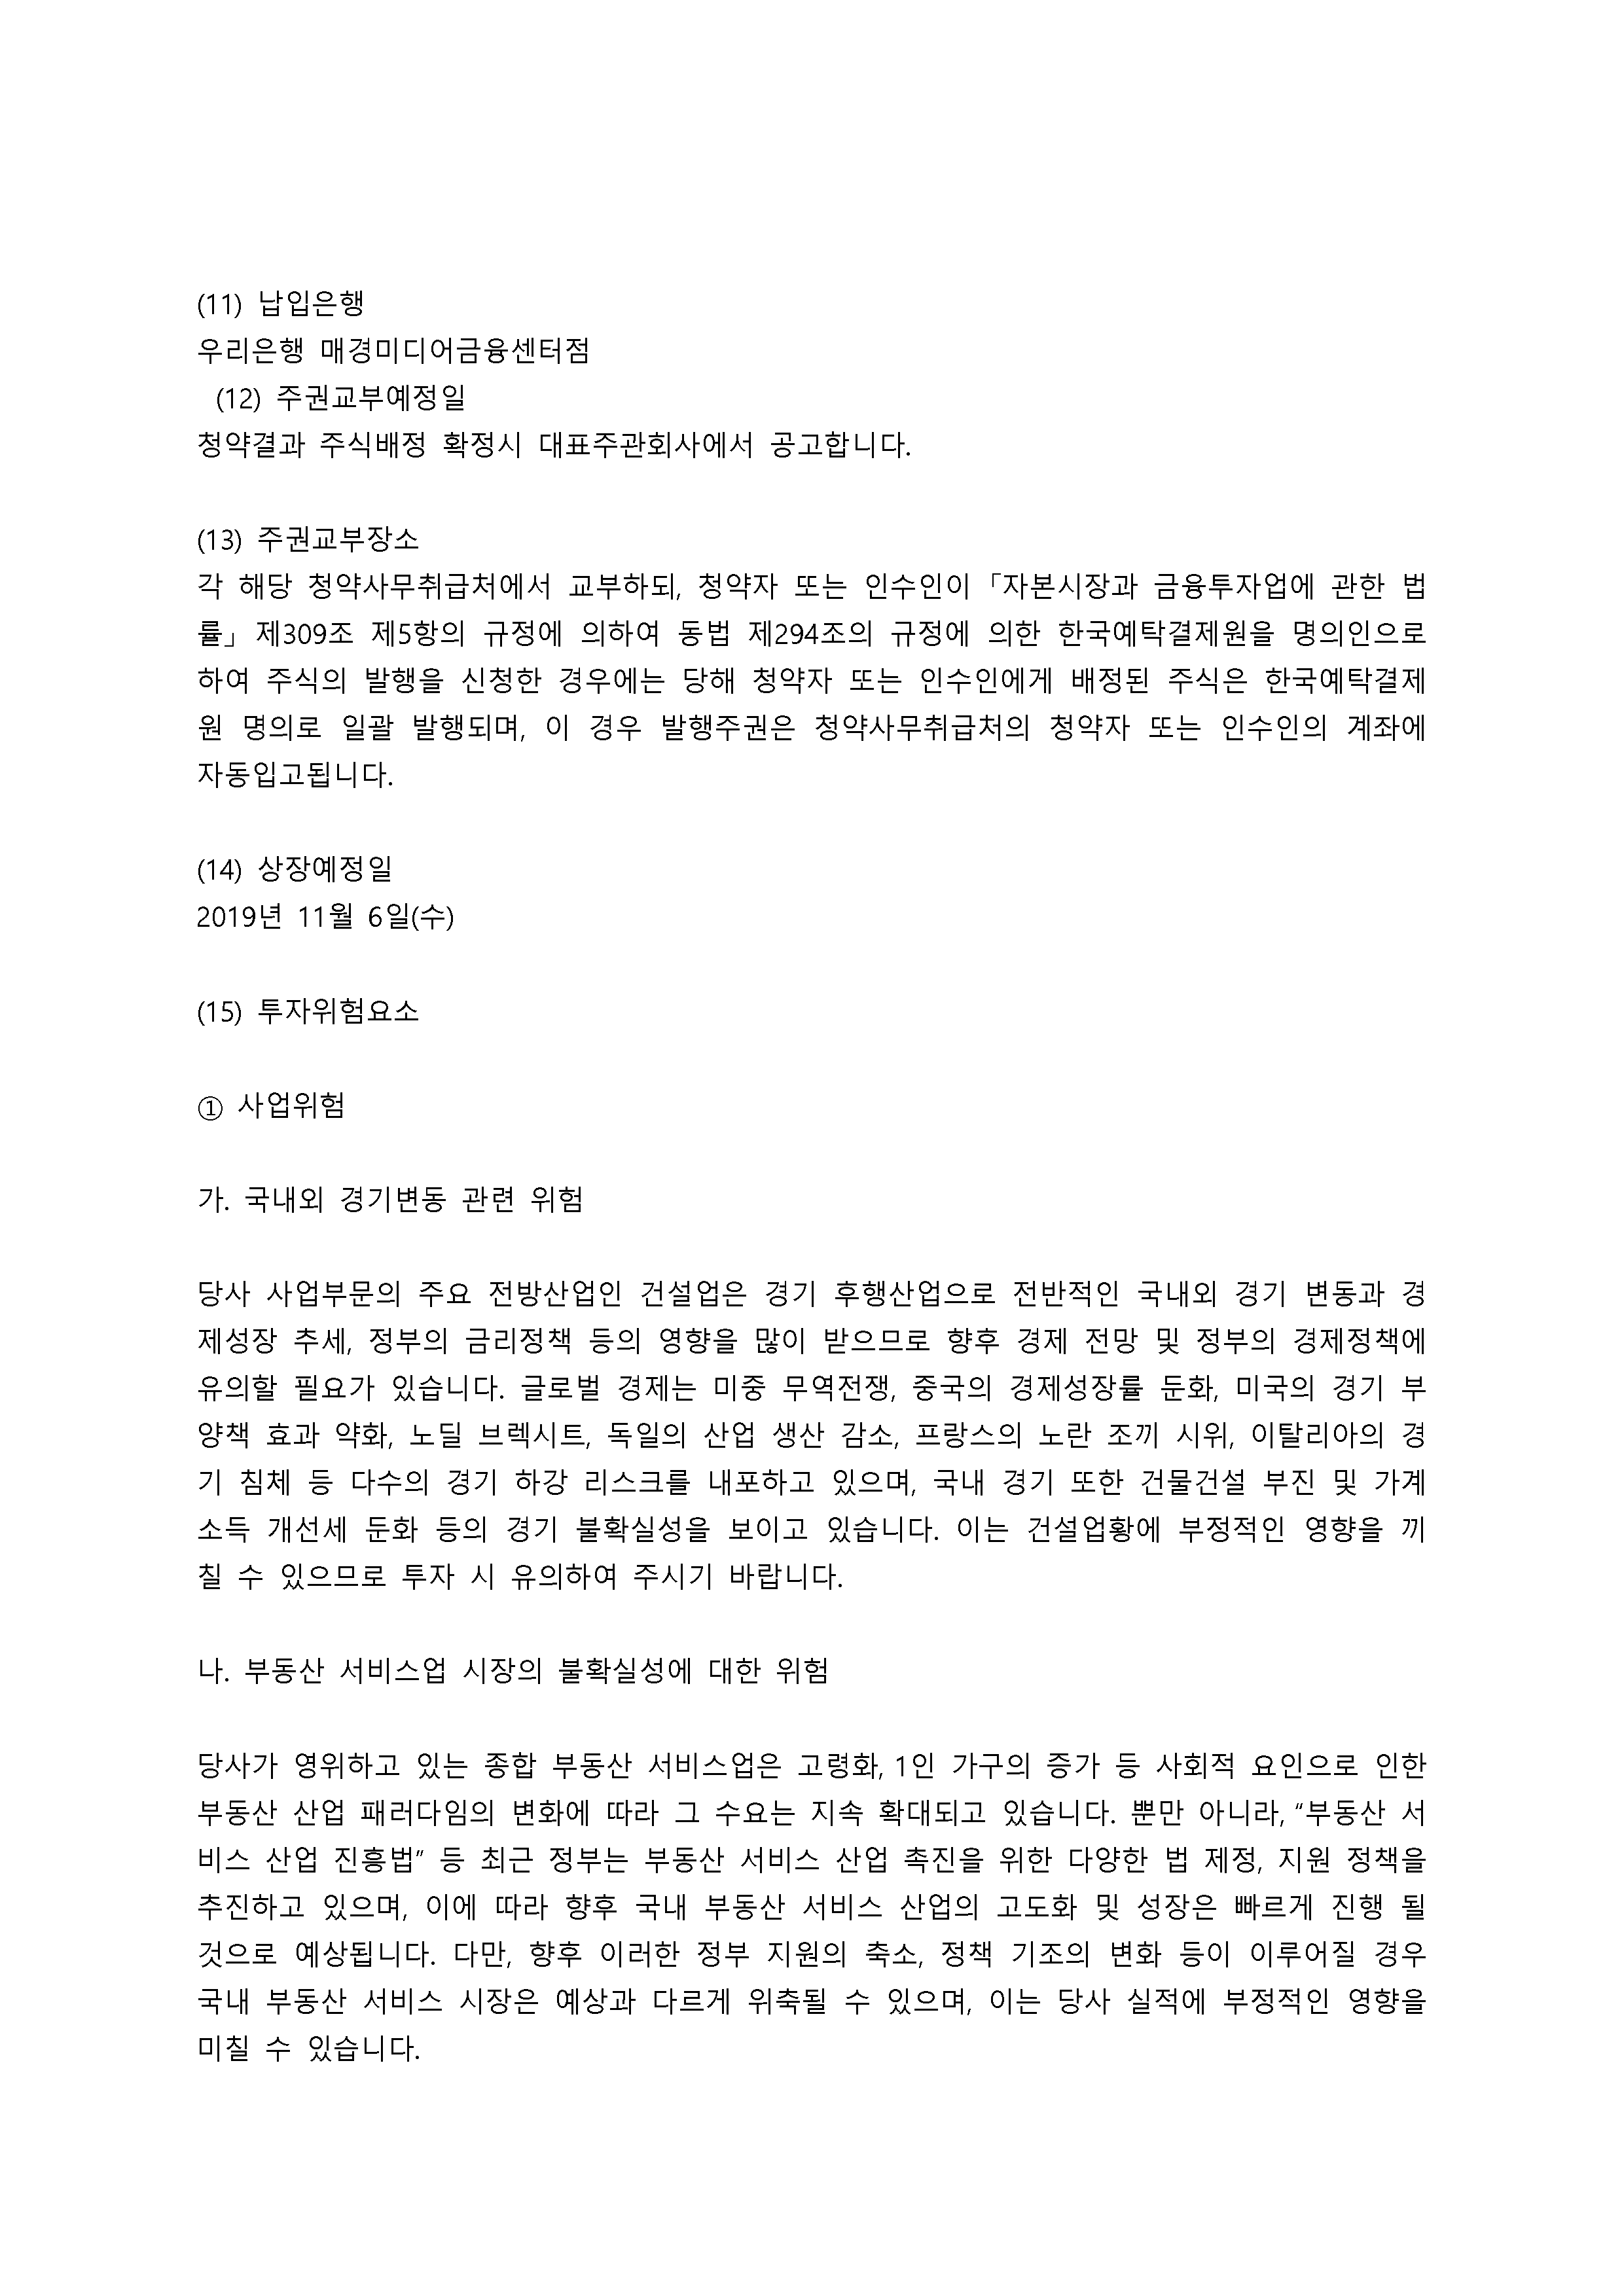 (11) 납입은행
우리은행 매경미디어금융센터점
(12) 주권교부예정일
청약결과 주식배정 확정시 대표주관회사에서 공고합니다.
(13) 주권교부장소
각 해당 청약사무취급처에서 교부하되, 청약자 또는 인수인이 「자본시장과 금융투자업에 관한 법
률」 제309조 제5항의 규정에 의하여 동법 제294조의 규정에 의한 한국예탁결제원을 명의인으로
하여 주식의 발행을 신청한 경우에는 당해 청약자 또는 인수인에게 배정된 주식은 한국예탁결제
원 명의로 일괄 발행되며, 이 경우 발행주권은 청약사무취급처의 청약자 또는 인수인의 계좌에
자동입고됩니다.
(14) 상장예정일
2019년 11월 6일(수)
(15) 투자위험요소
① 사업위험
가. 국내외 경기변동 관련 위험
당사 사업부문의 주요 전방산업인 건설업은 경기 후행산업으로 전반적인 국내외 경기 변동과 경
제성장 추세, 정부의 금리정책 등의 영향을 많이 받으므로 향후 경제 전망 및 정부의 경제정책에
유의할 필요가 있습니다. 글로벌 경제는 미중 무역전쟁, 중국의 경제성장률 둔화, 미국의 경기 부
양책 효과 약화, 노딜 브렉시트, 독일의 산업 생산 감소, 프랑스의 노란 조끼 시위, 이탈리아의 경
기 침체 등 다수의 경기 하강 리스크를 내포하고 있으며, 국내 경기 또한 건물건설 부진 및 가계
소득 개선세 둔화 등의 경기 불확실성을 보이고 있습니다. 이는 건설업황에 부정적인 영향을 끼
칠 수 있으므로 투자 시 유의하여 주시기 바랍니다.
나. 부동산 서비스업 시장의 불확실성에 대한 위험
당사가 영위하고 있는 종합 부동산 서비스업은 고령화, 1인 가구의 증가 등 사회적 요인으로 인한
부동산 산업 패러다임의 변화에 따라 그 수요는 지속 확대되고 있습니다. 뿐만 아니라, “부동산 서
비스 산업 진흥법” 등 최근 정부는 부동산 서비스 산업 촉진을 위한 다양한 법 제정, 지원 정책을
추진하고 있으며, 이에 따라 향후 국내 부동산 서비스 산업의 고도화 및 성장은 빠르게 진행 될
것으로 예상됩니다. 다만, 향후 이러한 정부 지원의 축소, 정책 기조의 변화 등이 이루어질 경우
국내 부동산 서비스 시장은 예상과 다르게 위축될 수 있으며, 이는 당사 실적에 부정적인 영향을
미칠 수 있습니다.